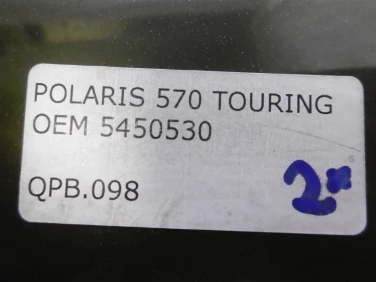 POLARIS 570 TOURING
OEM 5450530
QPB.098
2